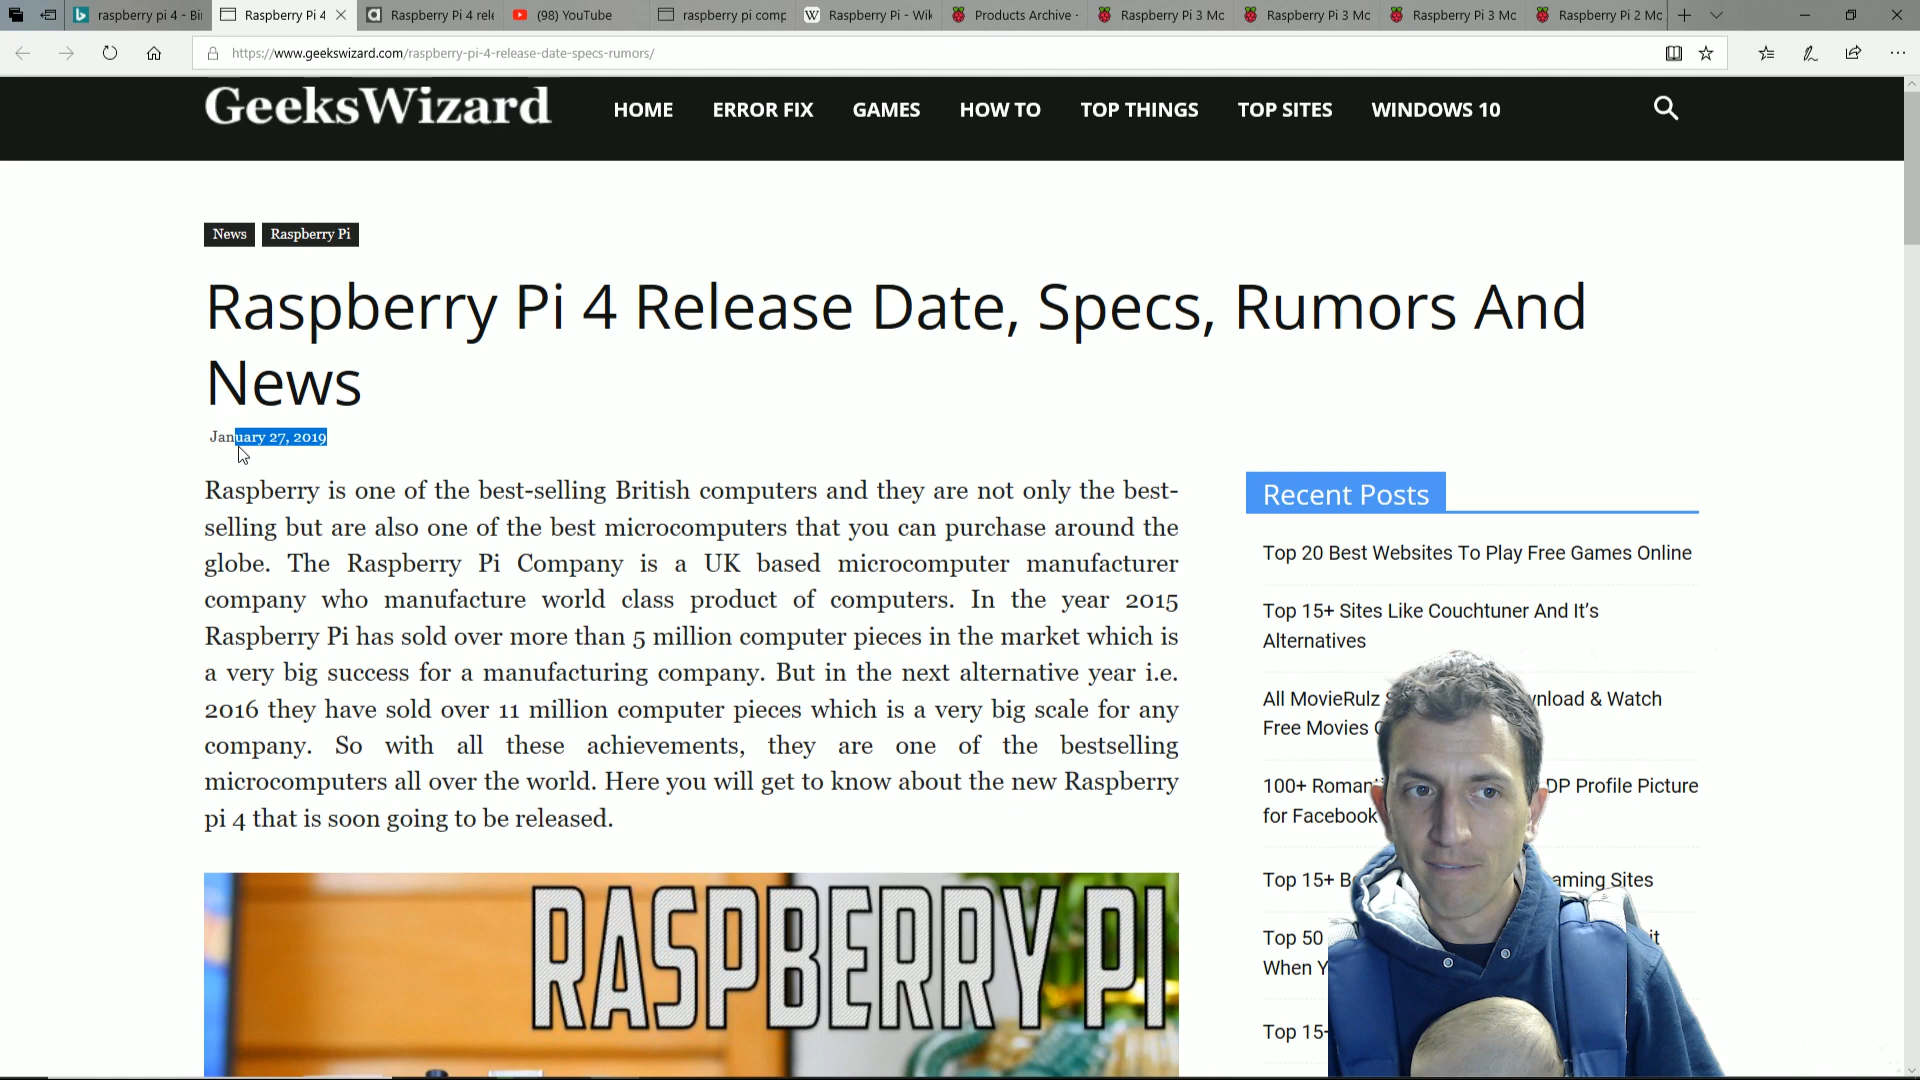 raspberry pi 4 - Bi
Raspberry Pi 4
Raspberry Pi 4 rele
(98) YouTube
raspberry pi comp
Raspberry Pi - Wik
Products Archive -
Raspberry Pi 3 Mc
Raspberry Pi 3 Mc
Raspberry Pi 3 Mc
Raspberry Pi 2 Mc
https://www.geekswizard.com/raspberry-pi-4-release-date-specs-rumors/
GeeksWizard
HOME
ERROR FIX
GAMES
HOW TO
TOP THINGS
TOP SITES
WINDOWS 10
News
Raspberry Pi
Raspberry Pi 4 Release Date, Specs, Rumors And
News
January 27, 2019
Raspberry is one of the best-selling British computers and they are not only the best-
selling but are also one of the best microcomputers that you can purchase around the
globe. The Raspberry Pi Company is a UK based microcomputer manufacturer
company who manufacture world class product of computers. In the year 2015
Raspberry Pi has sold over more than 5 million computer pieces in the market which is
a very big success for a manufacturing company. But in the next alternative year i.e.
2016 they have sold over 11 million computer pieces which is a very big scale for any
company. So with all these achievements, they are one of the bestselling
microcomputers all over the world. Here you will get to know about the new Raspberry
pi 4 that is soon going to be released.
RASPBERRY PI
Recent Posts
Top 20 Best Websites To Play Free Games Online
Top 15+ Sites Like Couchtuner And It's
Alternatives
All MovieRulz
& Watch
Free Movies
100+
DP Profile Picture
for Facebook
Top 15+
Sites
Top 50
it
When
Top 15+